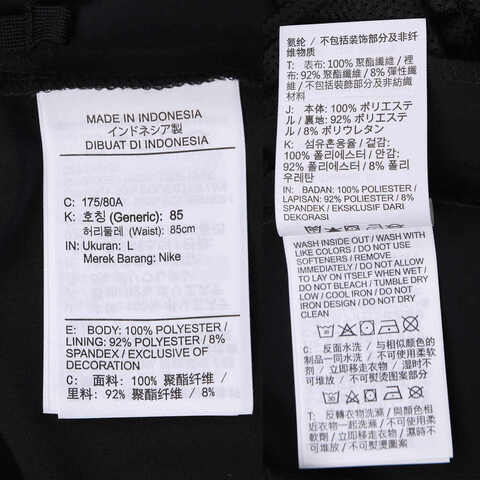 MADE IN INDONESIA
インドネシア製
DIBUAT DI INDONESIA
C: 175/80A
K: 호칭 (Generic): 85
허리둘레 (Waist): 85cm
IN: Ukuran: L
Merek Barang: Nike
E: BODY: 100% POLYESTER /
LINING: 92% POLYESTER / 8%
SPANDEX / EXCLUSIVE OF
DECORATION
C: 面料: 100% 聚酯纤维 /
里料: 92% 聚酯纤维 / 8%
氨纶 / 不包括装饰部分及非纤
维物质
T: 表布: 100% 聚酯纖維 / 裡
布: 92% 聚酯纖維 / 8% 彈性纖
維 / 不包括裝飾部分及非紡織
材料
J: 本体: 100% ポリエステ
ル / 裏地: 92% ポリエステ
ル / 8% ポリウレタン
K: 섬유혼용율 / 겉감:
100% 폴리에스터 / 안감:
92% 폴리에스터 / 8% 폴리
우레탄
IN: BADAN: 100% POLIESTER /
LAPISAN: 92% POLIESTER / 8%
SPANDEX / EKSKLUSIF DARI
DEKORASI
WASH INSIDE OUT / WASH WITH
LIKE COLORS / DO NOT USE
SOFTENERS / REMOVE
IMMEDIATELY / DO NOT ALLOW
TO LAY ON ITSELF WHEN WET /
DO NOT BLEACH / TUMBLE DRY
LOW / COOL IRON / DO NOT IRON
DESIGN / DO NOT DRY
CLEAN
C: 反面水洗 / 与相似颜色的
制品一同水洗 / 不可使用柔软
剂 / 立即移走衣物 / 湿时不
可堆放 / 不可熨烫图案部分
T: 反轉衣物洗滌 / 與顏色相
近衣物一起洗滌 / 不可使用柔
軟劑 / 立即移走衣物 / 濕時
不可堆放 / 不可熨燙圖案